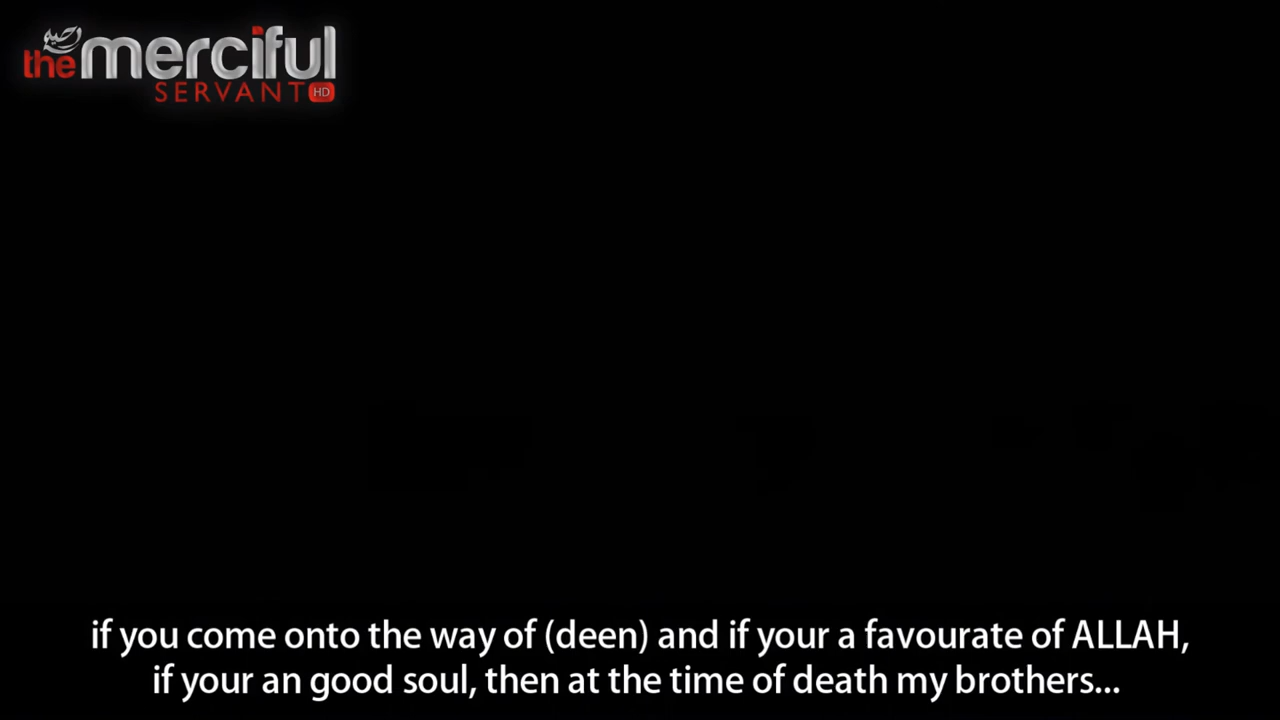 the merciful
SERVANT HD
if you come onto the way of (deen) and if your a favourate of ALLAH,
if your an good soul, then at the time of death my brothers...